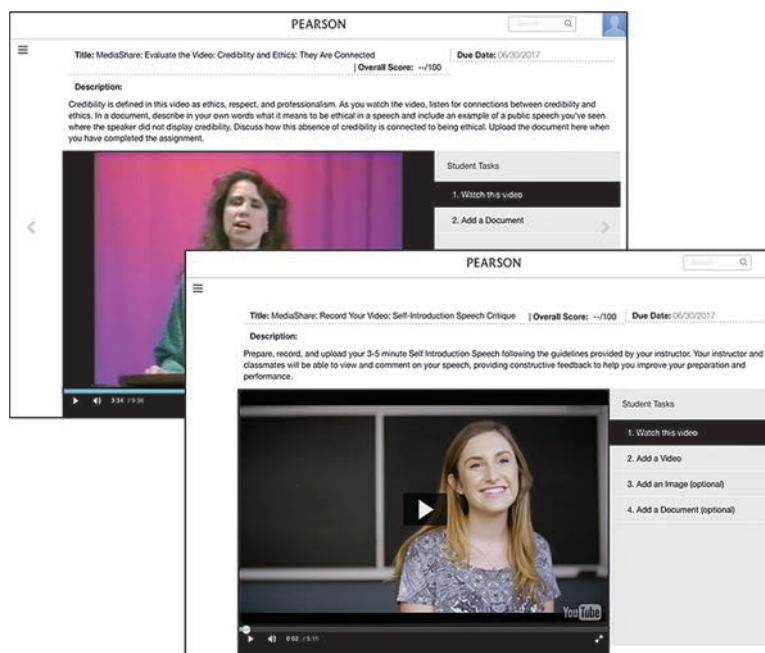 PEARSON
Search
Title: MediaShare: Evaluate the Video: Credibility and Ethics: They Are Connected
Due Date: 06/30/2017
| Overall Score: --/100
Description:
Credibility is defined in this video as ethics, respect, and professionalism. As you watch the video, listen for connections between credibility and
ethics. In a document, describe in your own words what it means to be ethical in a speech and include an example of a public speech you've seen
where the speaker did not display credibility. Discuss how this absence of credibility is connected to being ethical. Upload the document here when
you have completed the assignment.
Student Tasks
1. Watch this video
2. Add a Document
3:34 / 9:56
PEARSON
Search
Title: MediaShare: Record Your Video: Self-Introduction Speech Critique | Overall Score: --/100 Due Date: 06/30/2017
Description:
Prepare, record, and upload your 3-5 minute Self Introduction Speech following the guidelines provided by your instructor. Your instructor and
classmates will be able to view and comment on your speech, providing constructive feedback to help you improve your preparation and
performance.
Student Tasks
1. Watch this video
2. Add a Video
3. Add an Image (optional)
4. Add a Document (optional)
YouTube
0:02 / 5:11